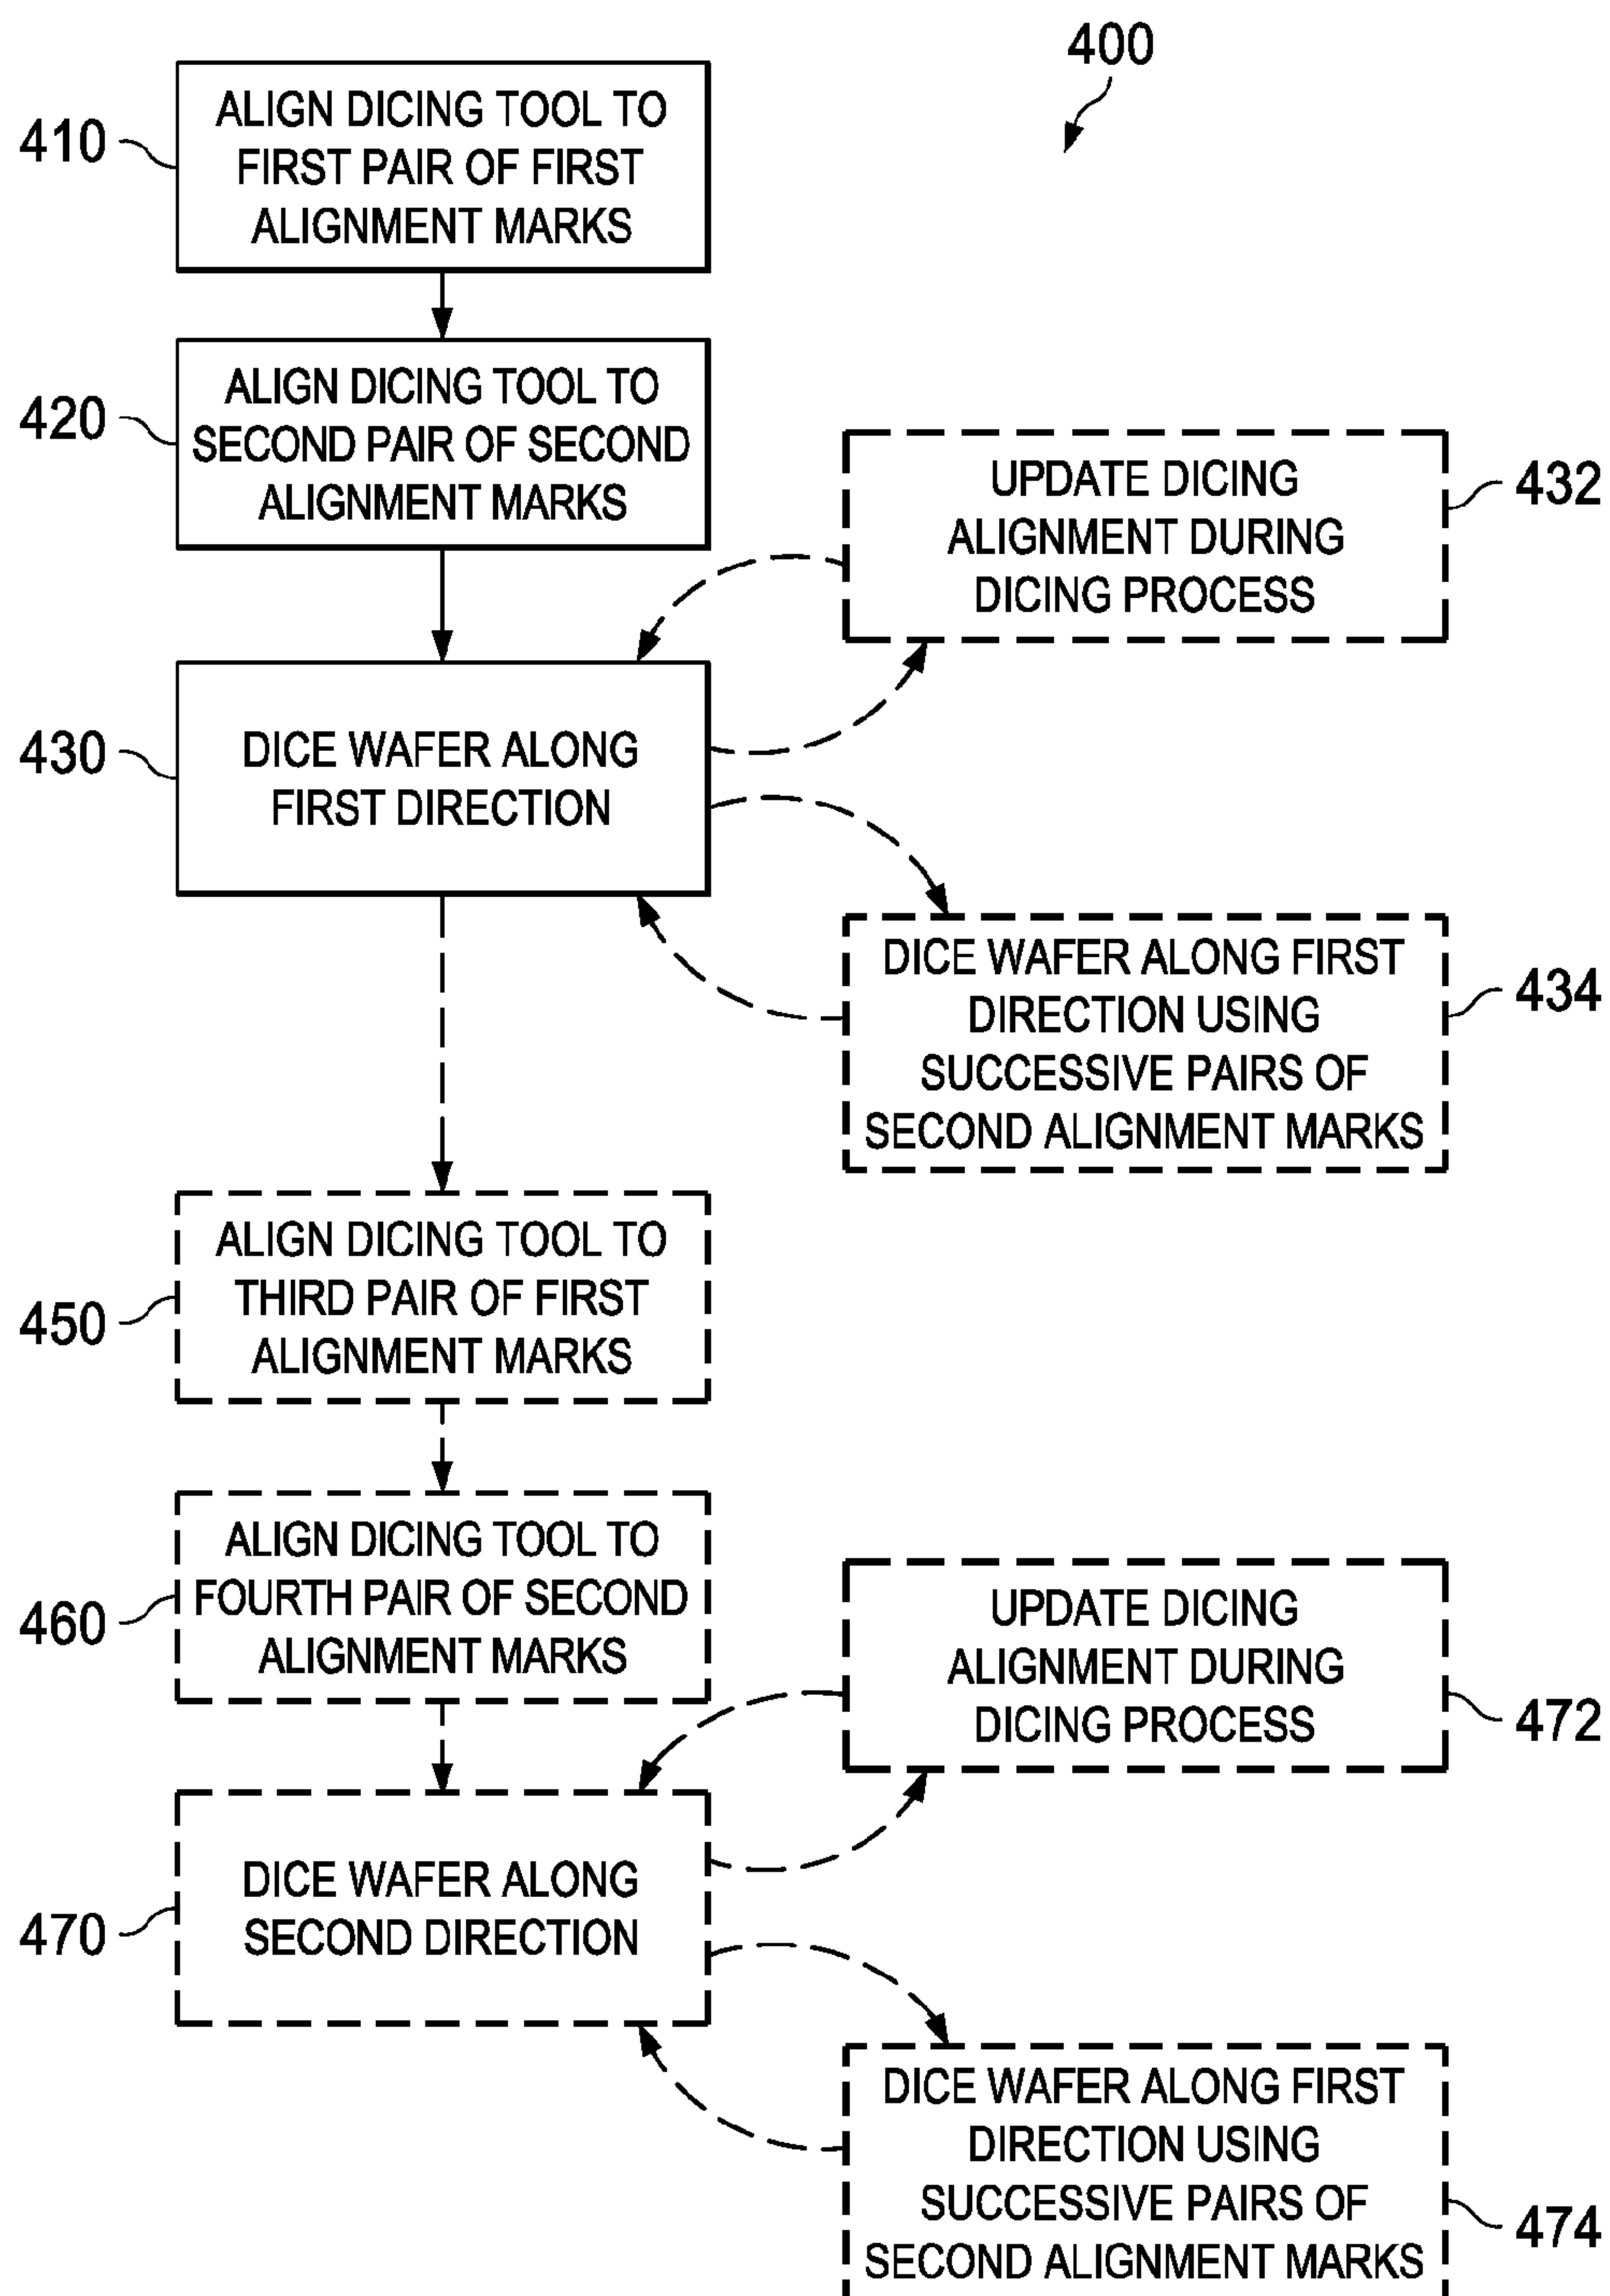 400
410
ALIGN DICING TOOL TO
FIRST PAIR OF FIRST
ALIGNMENT MARKS
420
ALIGN DICING TOOL TO
SECOND PAIR OF SECOND
ALIGNMENT MARKS
UPDATE DICING
ALIGNMENT DURING
DICING PROCESS
432
430
DICE WAFER ALONG
FIRST DIRECTION
DICE WAFER ALONG FIRST
DIRECTION USING
SUCCESSIVE PAIRS OF
SECOND ALIGNMENT MARKS
434
450
ALIGN DICING TOOL TO
THIRD PAIR OF FIRST
ALIGNMENT MARKS
460
ALIGN DICING TOOL TO
FOURTH PAIR OF SECOND
ALIGNMENT MARKS
UPDATE DICING
ALIGNMENT DURING
DICING PROCESS
472
470
DICE WAFER ALONG
SECOND DIRECTION
DICE WAFER ALONG FIRST
DIRECTION USING
SUCCESSIVE PAIRS OF
SECOND ALIGNMENT MARKS
474